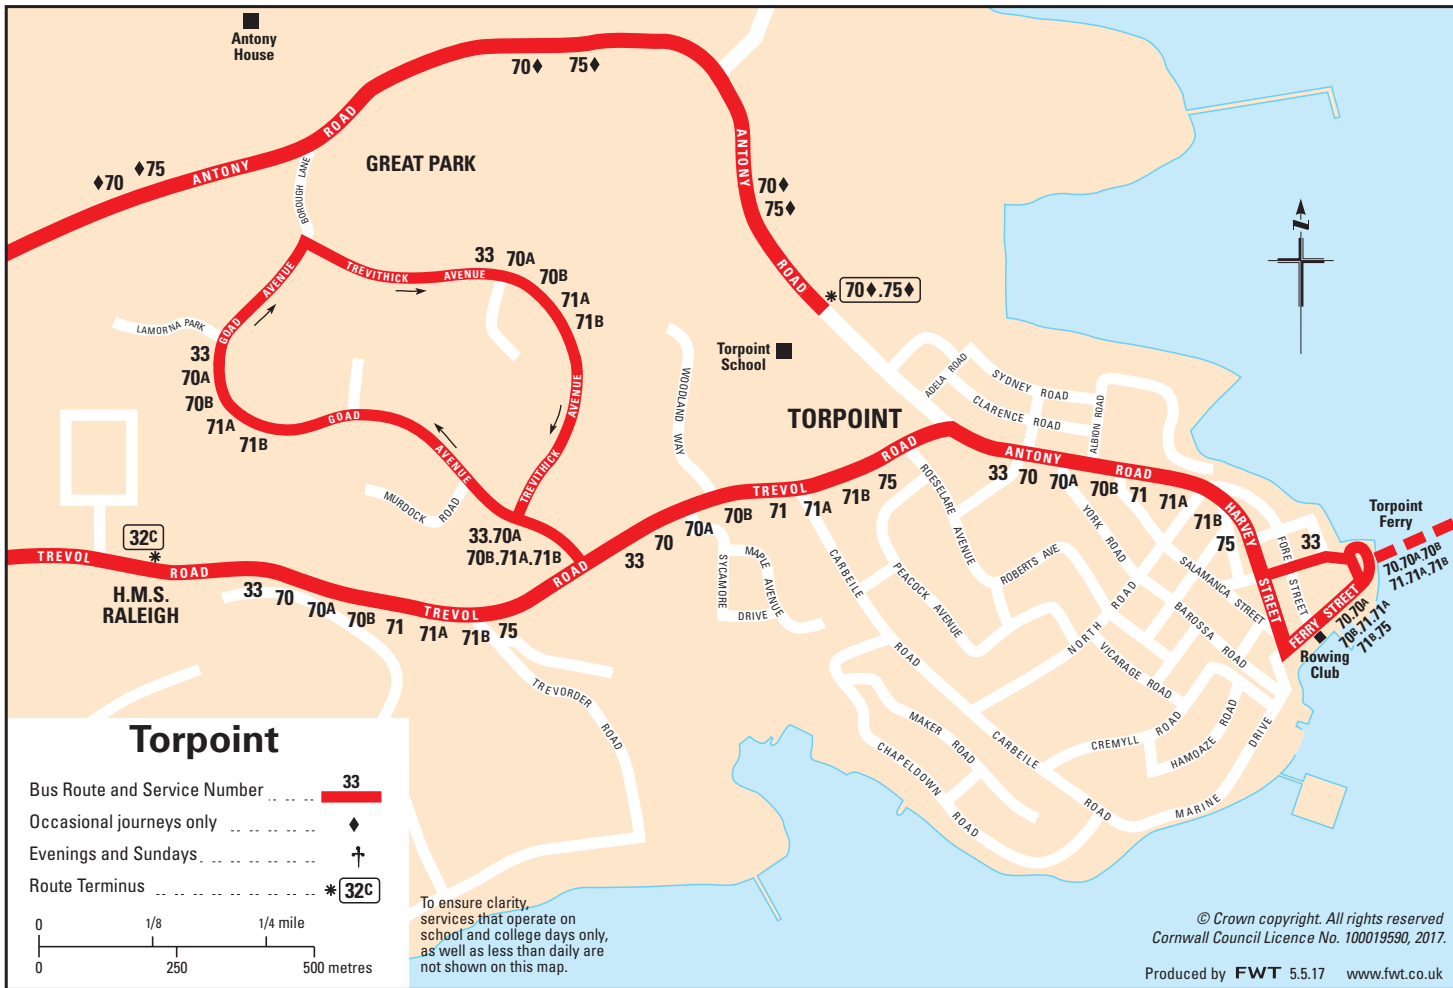 Antony
House
70♦ 75♦
ROAD
ANTONY
♦70 ♦75
GREAT PARK
BOROUGH LANE
ANTONY
70♦
75♦
ROAD
✱ 70♦.75♦
N
TREVITHICK AVENUE
33 70A
70B
71A
71B
GOAD AVENUE
LAMORNA PARK
33
70A
70B
71A
71B
GOAD
AVENUE
TREVITHICK
AVENUE
MURDOCK ROAD
33.70A
70B.71A.71B
WOODLAND WAY
Torpoint
School
TORPOINT
ADELA ROAD
SYDNEY ROAD
CLARENCE ROAD
ALBION ROAD
ANTONY ROAD
33 70 70A 70B 71 71A 71B 75
HARVEY
STREET
FORE STREET
33
Torpoint
Ferry
70.70A.70B
71.71A.71B
FERRY STREET
70.70A
70B.71.71A
71B.75
Rowing
Club
TREVOL ROAD
33 70 70A 70B 71 71A 71B 75
32C
✱
TREVOL ROAD
H.M.S.
RALEIGH
33 70 70A 70B 71 71A 71B 75
TREVOL
ROAD
SYCAMORE
DRIVE
MAPLE AVENUE
CARBEILE
ROAD
ROESELARE
AVENUE
PEACOCK AVENUE
ROBERTS AVE
YORK ROAD
NORTH ROAD
SALAMANCA STREET
BAROSSA ROAD
VICARAGE ROAD
CREMYLL ROAD
HAMOAZE ROAD
MARINE DRIVE
CARBEILE ROAD
MAKER ROAD
CHAPELDOWN ROAD
TREVORDER ROAD
Torpoint
Bus Route and Service Number 33
Occasional journeys only ♦
Evenings and Sundays †
Route Terminus ✱ 32C
0 1/8 1/4 mile
0 250 500 metres
To ensure clarity,
services that operate on
school and college days only,
as well as less than daily are
not shown on this map.
© Crown copyright. All rights reserved
Cornwall Council Licence No. 100019590, 2017.
Produced by FWT 5.5.17 www.fwt.co.uk